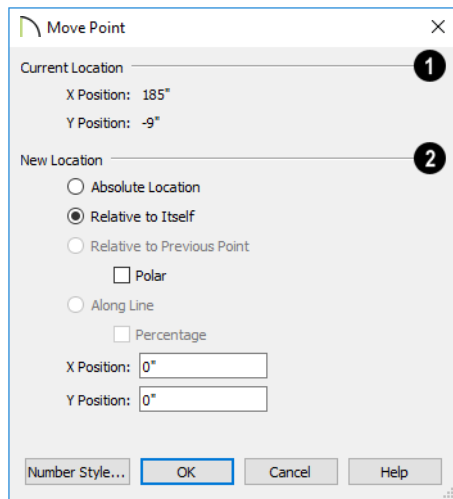 Move Point
Current Location
1
X Position: 185"
Y Position: -9"
New Location
2
Absolute Location
Relative to Itself
Relative to Previous Point
Polar
Along Line
Percentage
X Position: 0"
Y Position: 0"
Number Style... OK Cancel Help